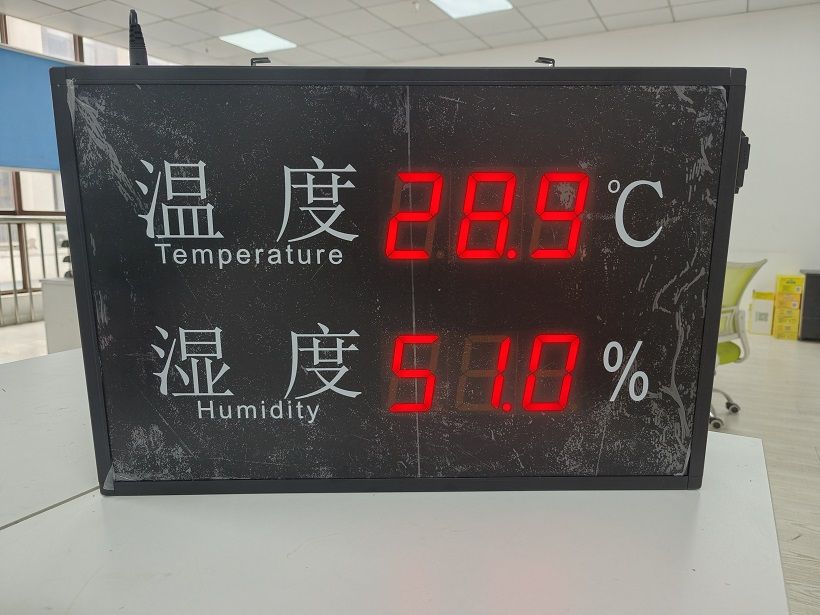 温 度 28.9 ℃
Temperature
湿 度 51.0 %
Humidity